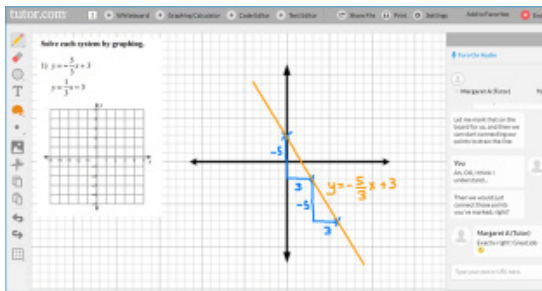 tutor.com
1 Whiteboard Graphing Calculator Code Editor Text Editor Share File Print Settings Add to Favorites
Solve each system by graphing.
1) y = -5/3 x + 3
y = 1/3 x - 3
T
-5
3
y = -5/3 x + 3
-5
3
Margaret A (Tutor)
Let me mark that on the
board for us, and then we
can start connecting our
points to draw the line
You
Ah, OK, I think I
understand...
Then we would just
connect those points
you've marked, right?
Margaret A (Tutor)
Exactly right! Great job